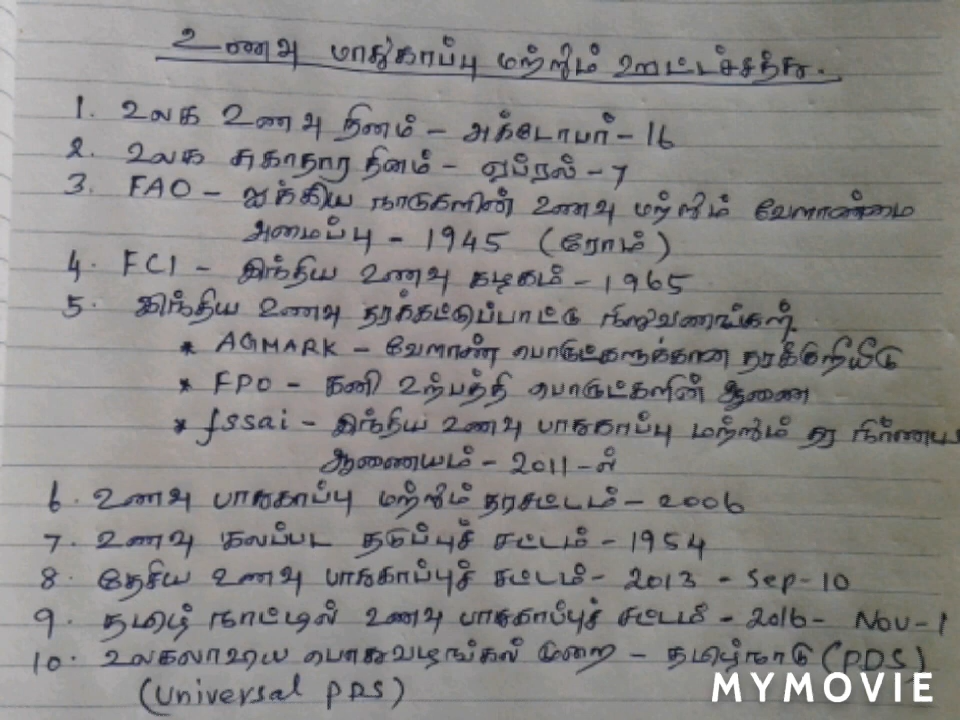 உணவு பாதுகாப்பு மற்றும் ஊட்டச்சத்து.
1. உலக உணவு தினம் - அக்டோபர் - 16
2. உலக சுகாதார தினம் - ஏப்ரல் - 7
3. FAO - ஐக்கிய நாடுகளின் உணவு மற்றும் வேளாண்மை
அமைப்பு - 1945 (ரோம்)
4. FCI - இந்திய உணவு கழகம் - 1965
5. இந்திய உணவு தரக்கட்டுப்பாட்டு நிறுவனங்கள்
* AGMARK - வேளாண் பொருட்களுக்கான தரக்குறியீடு
* FPO - கனி உற்பத்தி பொருட்களின் ஆணை
* fssai - இந்திய உணவு பாதுகாப்பு மற்றும் தர நிர்ணய
ஆணையம் - 2011-ல்
6. உணவு பாதுகாப்பு மற்றும் தரசட்டம் - 2006
7. உணவு கலப்பட தடுப்புச் சட்டம் - 1954
8. தேசிய உணவு பாதுகாப்புச் சட்டம் - 2013 - Sep - 10
9. தமிழ் நாட்டில் உணவு பாதுகாப்புச் சட்டம் - 2016 - Nov - 1
10. உலகலாவிய பொதுவழங்கல் முறை - தமிழ்நாடு (PDS)
(Universal PDS)
MYMOVIE